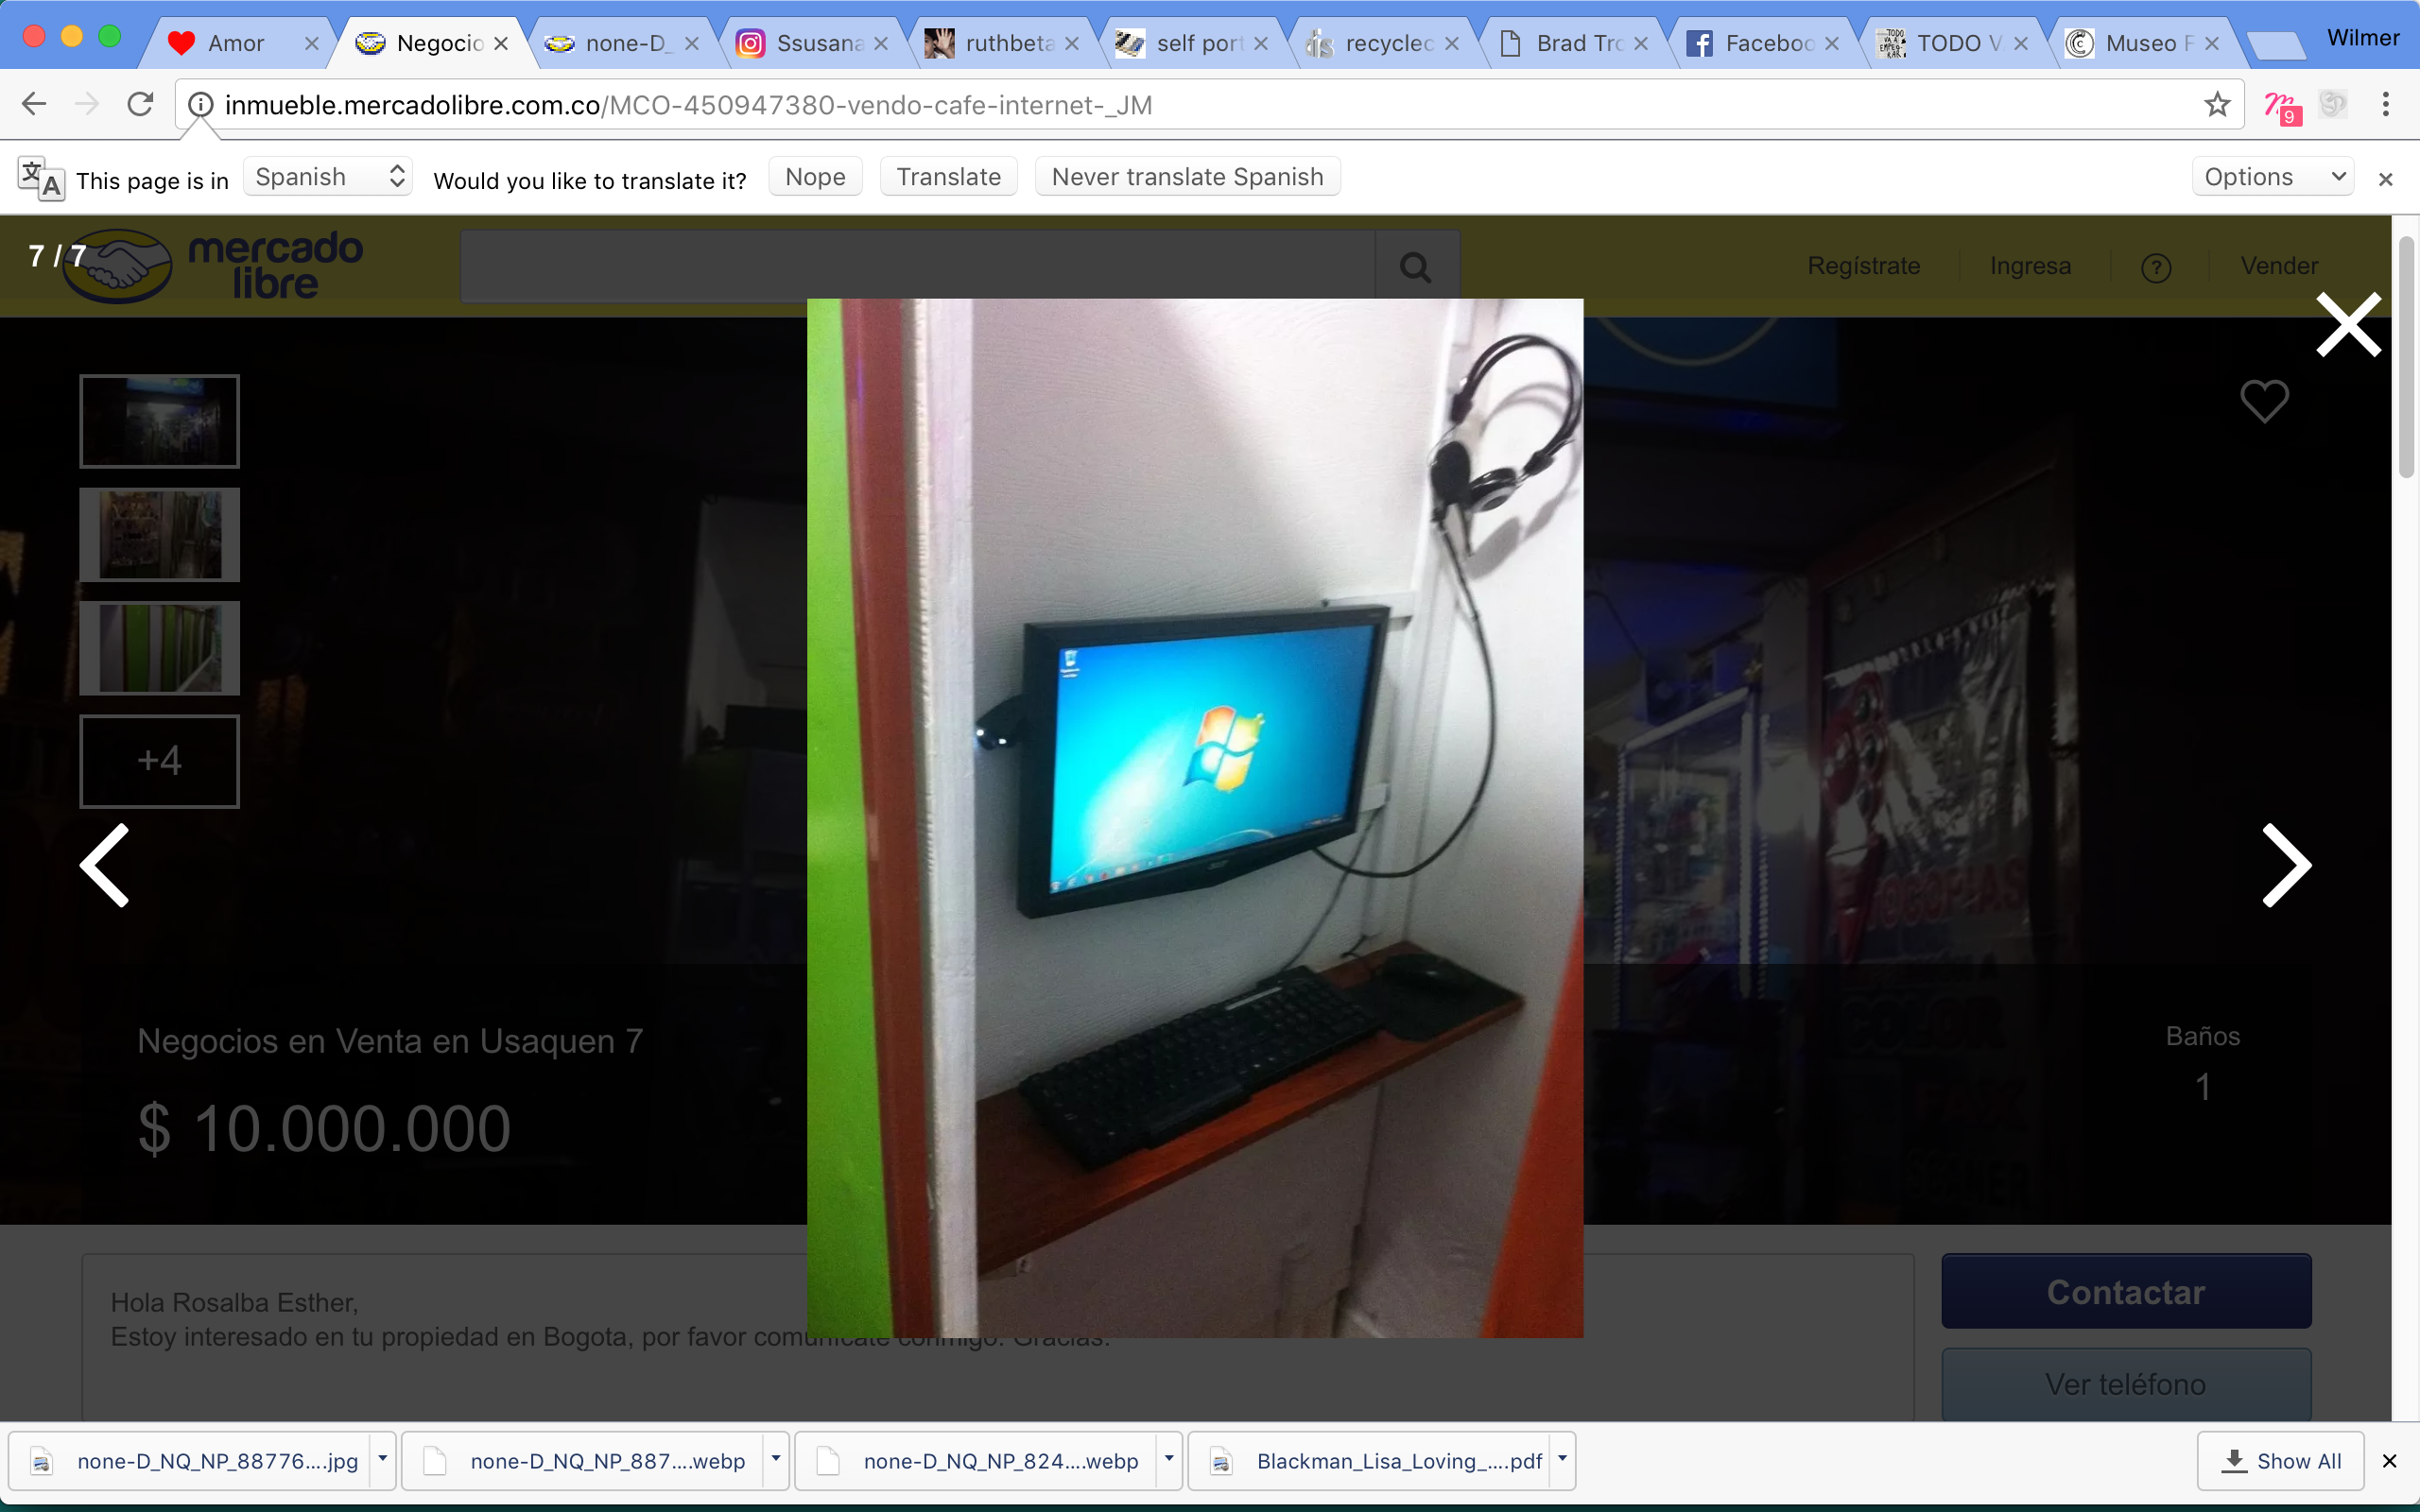 Amor
Negocio
none-D_
Ssusana
ruthbeta
self port
recycled
Brad Tro
Faceboo
TODO V
Museo F
Wilmer
inmueble.mercadolibre.com.co/MCO-450947380-vendo-cafe-internet-_JM
9
This page is in
Spanish
Would you like to translate it?
Nope
Translate
Never translate Spanish
Options
7 / 7
mercado
libre
Regístrate
Ingresa
?
Vender
+4
acer
COLOR
Negocios en Venta en Usaquen 7
$ 10.000.000
Baños
1
Hola Rosalba Esther,
Estoy interesado en tu propiedad en Bogota, por favor comunícate conmigo. Gracias.
Contactar
Ver teléfono
none-D_NQ_NP_88776....jpg
none-D_NQ_NP_887....webp
none-D_NQ_NP_824....webp
Blackman_Lisa_Loving_....pdf
Show All